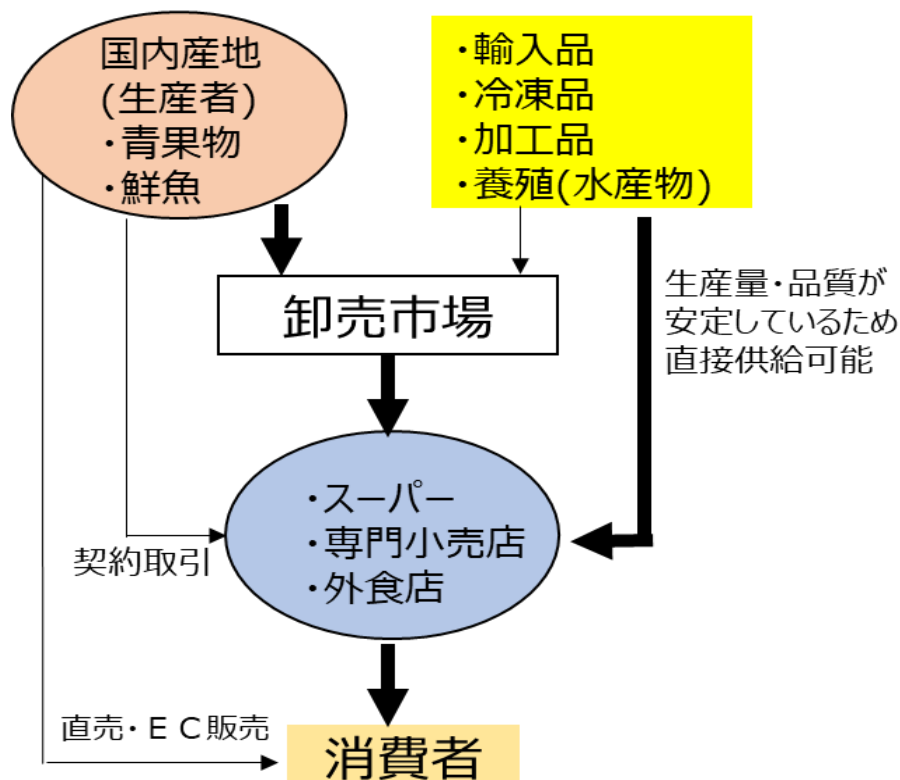 国内産地
(生産者)
・青果物
・鮮魚
・輸入品
・冷凍品
・加工品
・養殖(水産物)
卸売市場
生産量・品質が
安定しているため
直接供給可能
・スーパー
・専門小売店
・外食店
契約取引
直売・ＥＣ販売
消費者